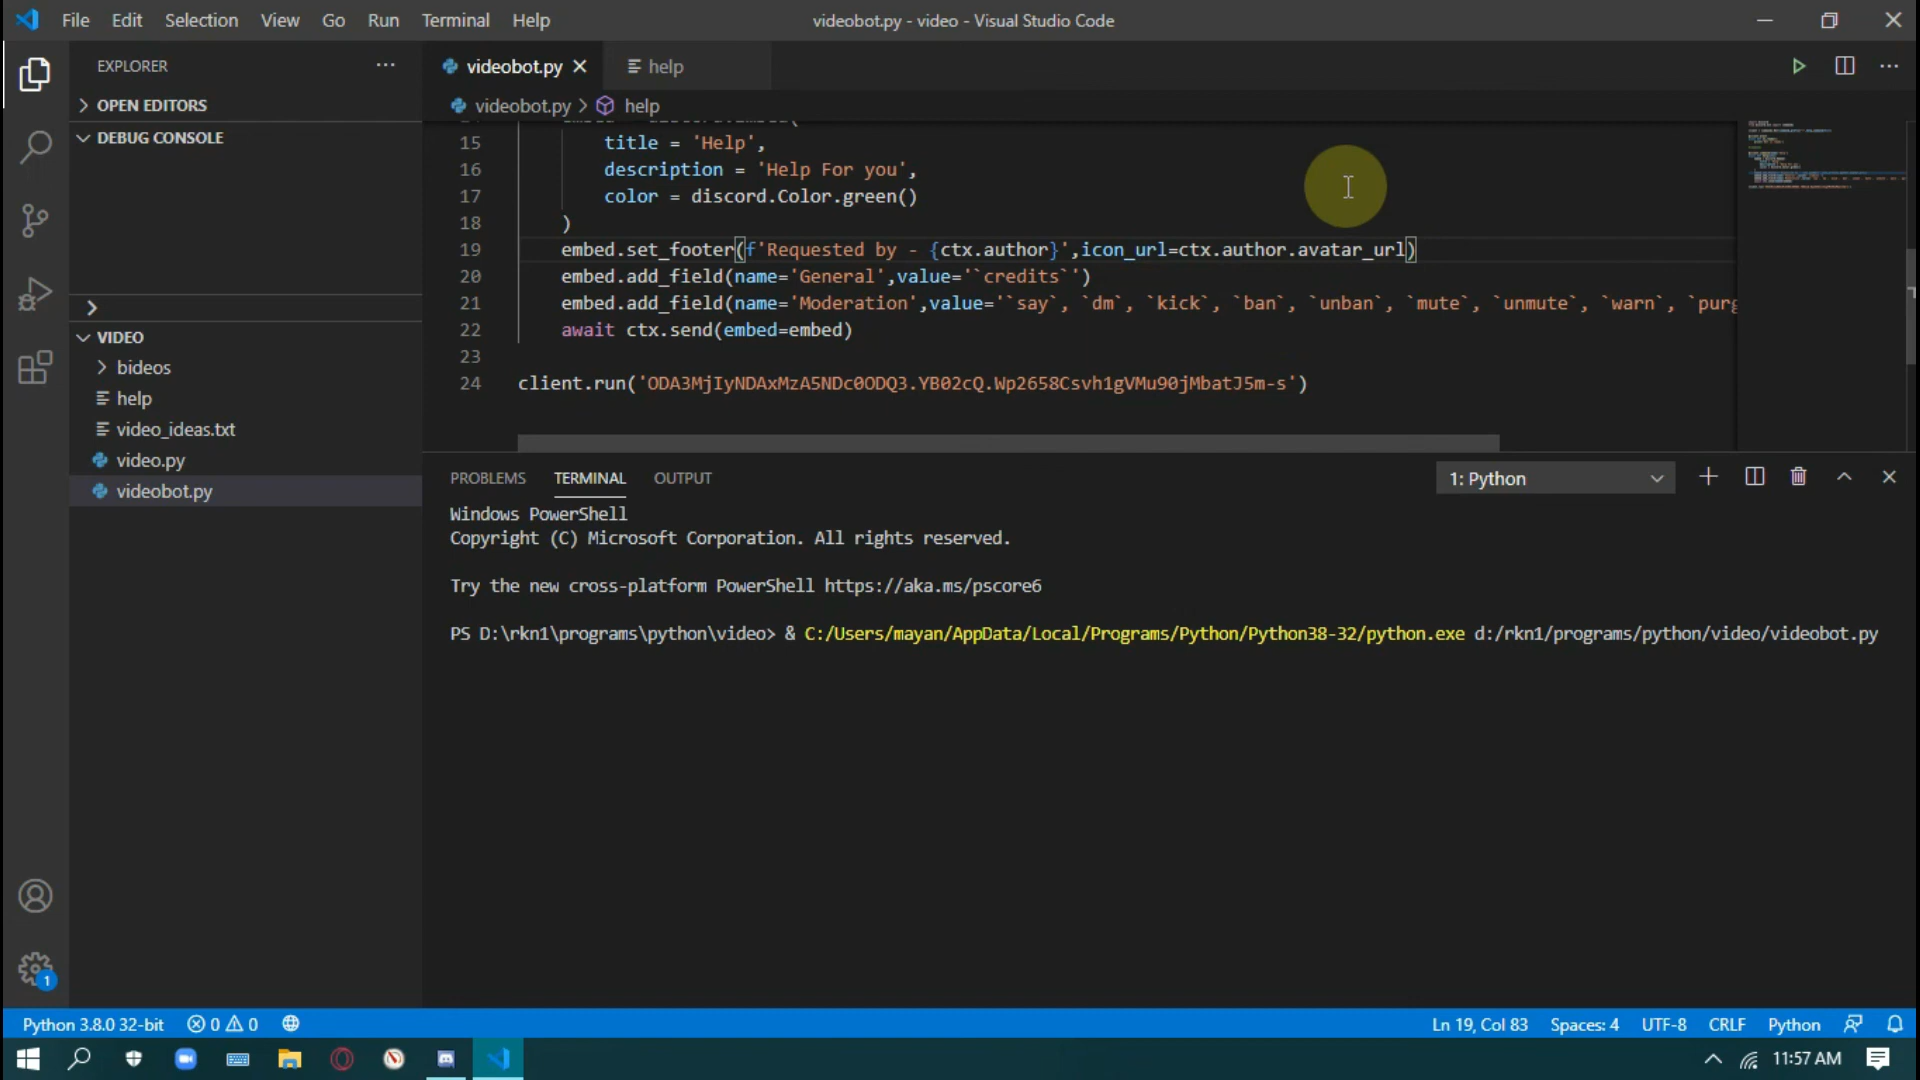 File Edit Selection View Go Run Terminal Help
videobot.py - video - Visual Studio Code
EXPLORER
OPEN EDITORS
DEBUG CONSOLE
VIDEO
bideos
help
video_ideas.txt
video.py
videobot.py
videobot.py
help
videobot.py > help
15 title = 'Help',
16 description = 'Help For you',
17 color = discord.Color.green()
18 )
19 embed.set_footer(f'Requested by - {ctx.author}',icon_url=ctx.author.avatar_url)
20 embed.add_field(name='General',value='`credits`')
21 embed.add_field(name='Moderation',value='`say`, `dm`, `kick`, `ban`, `unban`, `mute`, `unmute`, `warn`, `purg
22 await ctx.send(embed=embed)
23
24 client.run('ODA3MjIyNDAxMzA5NDc0ODQ3.YB02cQ.Wp2658Csvh1gVMu90jMbatJ5m-s')
PROBLEMS TERMINAL OUTPUT
1: Python
Windows PowerShell
Copyright (C) Microsoft Corporation. All rights reserved.
Try the new cross-platform PowerShell https://aka.ms/pscore6
PS D:\rkn1\programs\python\video> & C:/Users/mayan/AppData/Local/Programs/Python/Python38-32/python.exe d:/rkn1/programs/python/video/videobot.py
1
Python 3.8.0 32-bit 0 0
Ln 19, Col 83 Spaces: 4 UTF-8 CRLF Python
11:57 AM